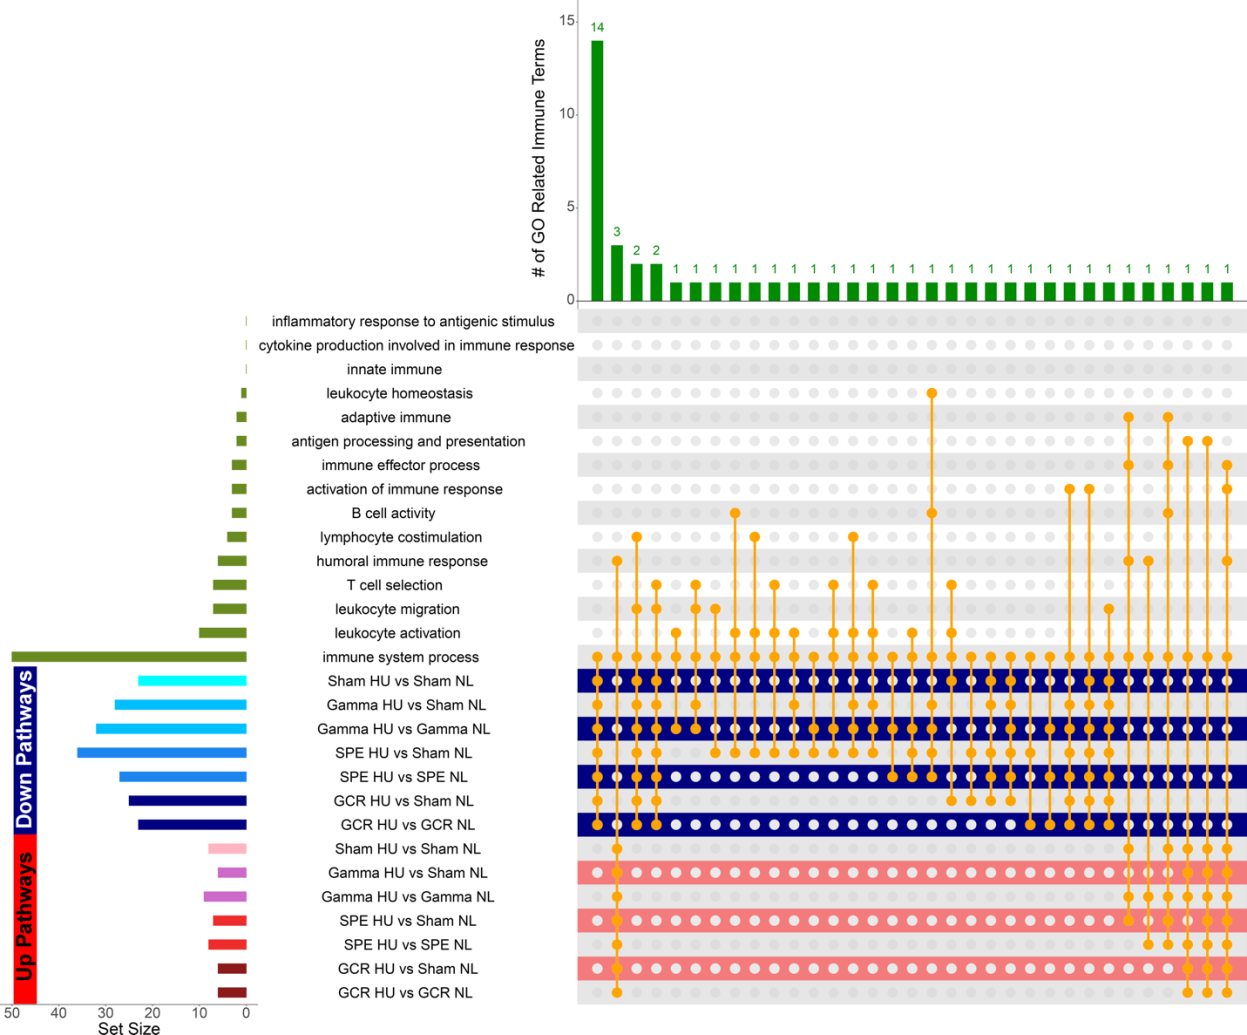 15
14
10
# of GO Related Immune Terms
5
3
2 2
1 1 1 1 1 1 1 1 1 1 1 1 1 1 1 1 1 1 1 1 1 1 1 1 1 1 1 1 1
0
inflammatory response to antigenic stimulus
cytokine production involved in immune response
innate immune
leukocyte homeostasis
adaptive immune
antigen processing and presentation
immune effector process
activation of immune response
B cell activity
lymphocyte costimulation
humoral immune response
T cell selection
leukocyte migration
leukocyte activation
immune system process
Down Pathways
Sham HU vs Sham NL
Gamma HU vs Sham NL
Gamma HU vs Gamma NL
SPE HU vs Sham NL
SPE HU vs SPE NL
GCR HU vs Sham NL
GCR HU vs GCR NL
Up Pathways
Sham HU vs Sham NL
Gamma HU vs Sham NL
Gamma HU vs Gamma NL
SPE HU vs Sham NL
SPE HU vs SPE NL
GCR HU vs Sham NL
GCR HU vs GCR NL
50 40 30 20 10 0
Set Size